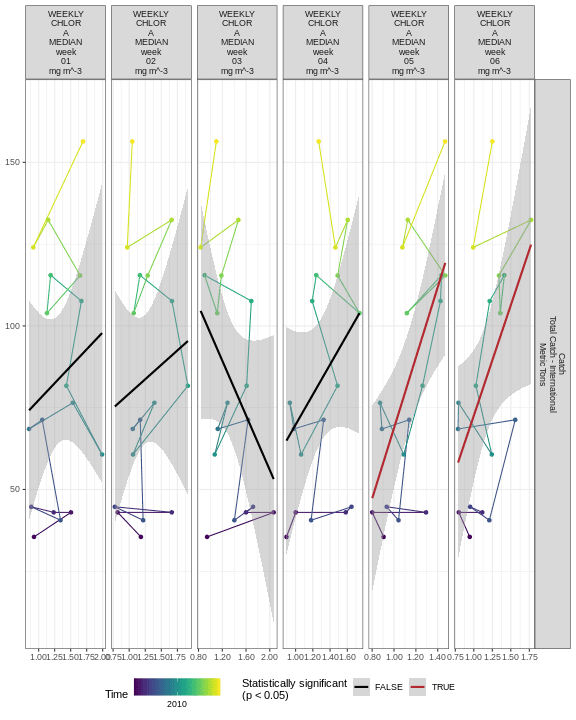 WEEKLY
CHLOR
A
MEDIAN
week
01
mg m^-3
WEEKLY
CHLOR
A
MEDIAN
week
02
mg m^-3
WEEKLY
CHLOR
A
MEDIAN
week
03
mg m^-3
WEEKLY
CHLOR
A
MEDIAN
week
04
mg m^-3
WEEKLY
CHLOR
A
MEDIAN
week
05
mg m^-3
WEEKLY
CHLOR
A
MEDIAN
week
06
mg m^-3
150
100
50
Catch
Total Catch - International
Metric Tons
1.00 1.25 1.50 1.75 2.00
0.75 1.00 1.25 1.50 1.75
0.80 1.20 1.60 2.00
1.00 1.20 1.40 1.60
0.80 1.00 1.20 1.40
0.75 1.00 1.25 1.50 1.75
Time
2010
Statistically significant
(p < 0.05)
FALSE
TRUE